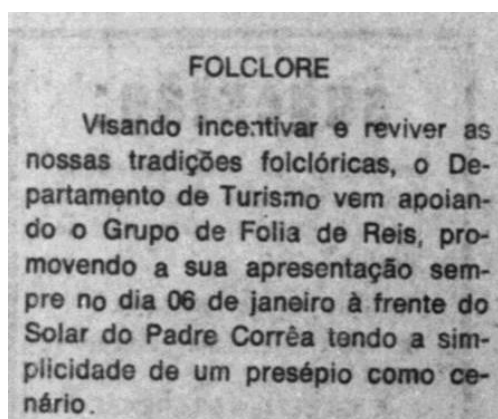 FOLCLORE
Visando incentivar e reviver as
nossas tradições folclóricas, o De-
partamento de Turismo vem apoian-
do o Grupo de Folia de Reis, pro-
movendo a sua apresentação sem-
pre no dia 06 de janeiro à frente do
Solar do Padre Corrêa tendo a sim-
plicidade de um presépio como ce-
nário.